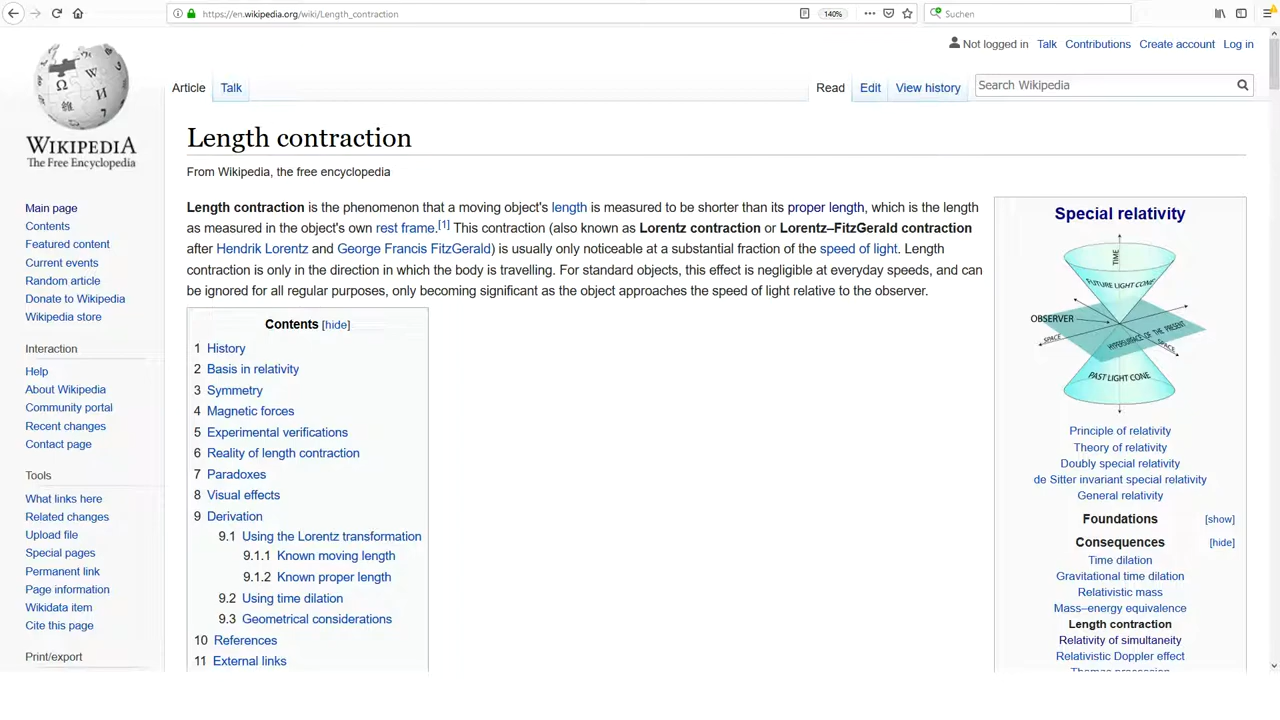 https://en.wikipedia.org/wiki/Length_contraction
140%
Suchen
Not logged in Talk Contributions Create account Log in
Article Talk
Read Edit View history
Search Wikipedia
WIKIPEDIA
The Free Encyclopedia
Main page
Contents
Featured content
Current events
Random article
Donate to Wikipedia
Wikipedia store
Interaction
Help
About Wikipedia
Community portal
Recent changes
Contact page
Tools
What links here
Related changes
Upload file
Special pages
Permanent link
Page information
Wikidata item
Cite this page
Print/export
Length contraction
From Wikipedia, the free encyclopedia
Length contraction is the phenomenon that a moving object's length is measured to be shorter than its proper length, which is the length
as measured in the object's own rest frame.[1] This contraction (also known as Lorentz contraction or Lorentz–FitzGerald contraction
after Hendrik Lorentz and George Francis FitzGerald) is usually only noticeable at a substantial fraction of the speed of light. Length
contraction is only in the direction in which the body is travelling. For standard objects, this effect is negligible at everyday speeds, and can
be ignored for all regular purposes, only becoming significant as the object approaches the speed of light relative to the observer.
Contents [hide]
1 History
2 Basis in relativity
3 Symmetry
4 Magnetic forces
5 Experimental verifications
6 Reality of length contraction
7 Paradoxes
8 Visual effects
9 Derivation
9.1 Using the Lorentz transformation
9.1.1 Known moving length
9.1.2 Known proper length
9.2 Using time dilation
9.3 Geometrical considerations
10 References
11 External links
Special relativity
TIME
FUTURE LIGHT CONE
OBSERVER
SPACE
HYPERSURFACE OF THE PRESENT
SPACE
PAST LIGHT CONE
Principle of relativity
Theory of relativity
Doubly special relativity
de Sitter invariant special relativity
General relativity
Foundations [show]
Consequences [hide]
Time dilation
Gravitational time dilation
Relativistic mass
Mass–energy equivalence
Length contraction
Relativity of simultaneity
Relativistic Doppler effect